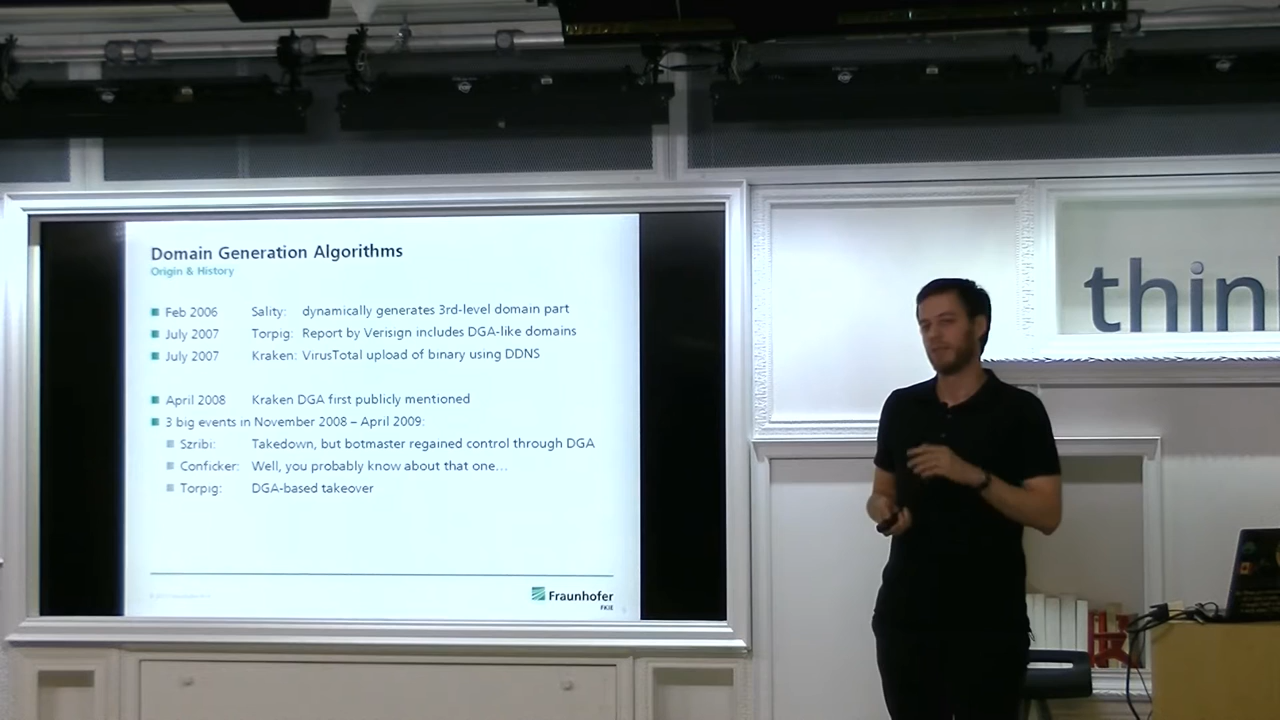 Domain Generation Algorithms
Origin & History
Feb 2006 Sality: dynamically generates 3rd-level domain part
July 2007 Torpig: Report by Verisign includes DGA-like domains
July 2007 Kraken: VirusTotal upload of binary using DDNS
April 2008 Kraken DGA first publicly mentioned
3 big events in November 2008 – April 2009:
Szribi: Takedown, but botmaster regained control through DGA
Conficker: Well, you probably know about that one...
Torpig: DGA-based takeover
Fraunhofer
FKIE
thin